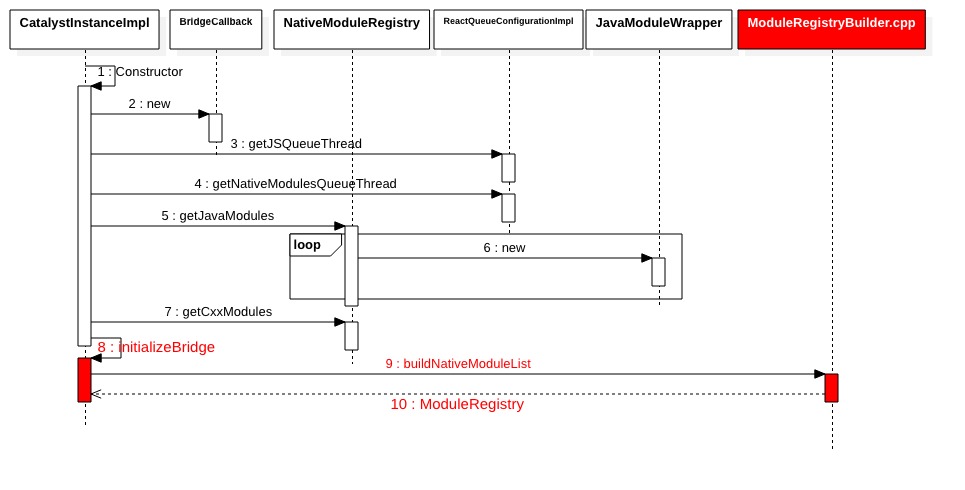 CatalystInstanceImpl
BridgeCallback
NativeModuleRegistry
ReactQueueConfigurationImpl
JavaModuleWrapper
ModuleRegistryBuilder.cpp
1 : Constructor
2 : new
3 : getJSQueueThread
4 : getNativeModulesQueueThread
5 : getJavaModules
loop
6 : new
7 : getCxxModules
8 : initializeBridge
9 : buildNativeModuleList
10 : ModuleRegistry